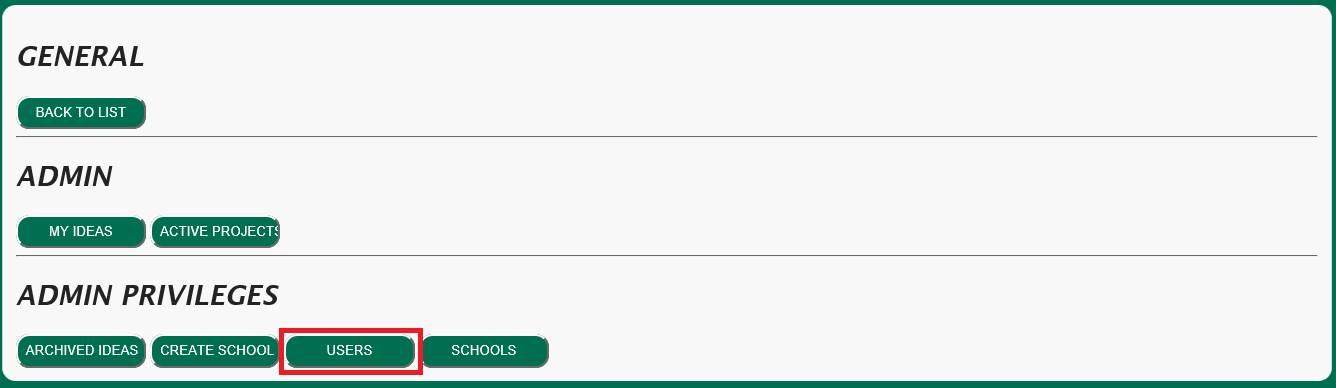 GENERAL
BACK TO LIST
ADMIN
MY IDEAS ACTIVE PROJECTS
ADMIN PRIVILEGES
ARCHIVED IDEAS CREATE SCHOOL USERS SCHOOLS